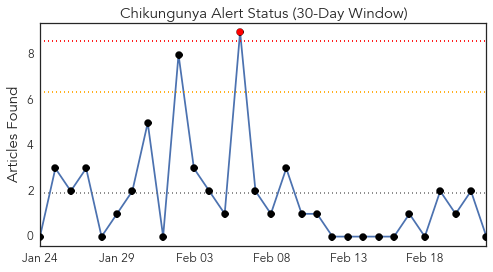 Chikungunya Alert Status (30-Day Window)
Articles Found
8
6
4
2
0
Jan 24 Jan 29 Feb 03 Feb 08 Feb 13 Feb 18